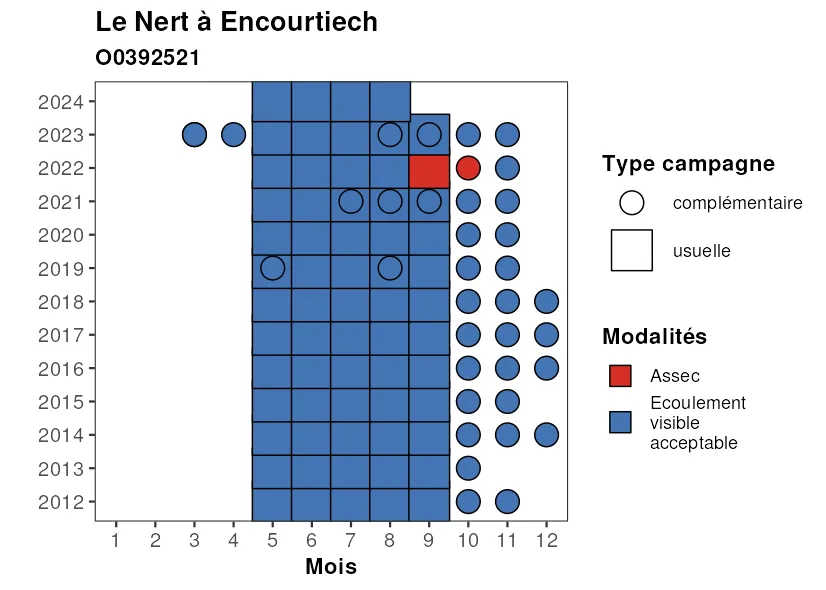 Le Nert à Encourtiech
O0392521
2024
2023
2022
2021
2020
2019
2018
2017
2016
2015
2014
2013
2012
1 2 3 4 5 6 7 8 9 10 11 12
Mois
Type campagne
complémentaire
usuelle
Modalités
Assec
Ecoulement
visible
acceptable